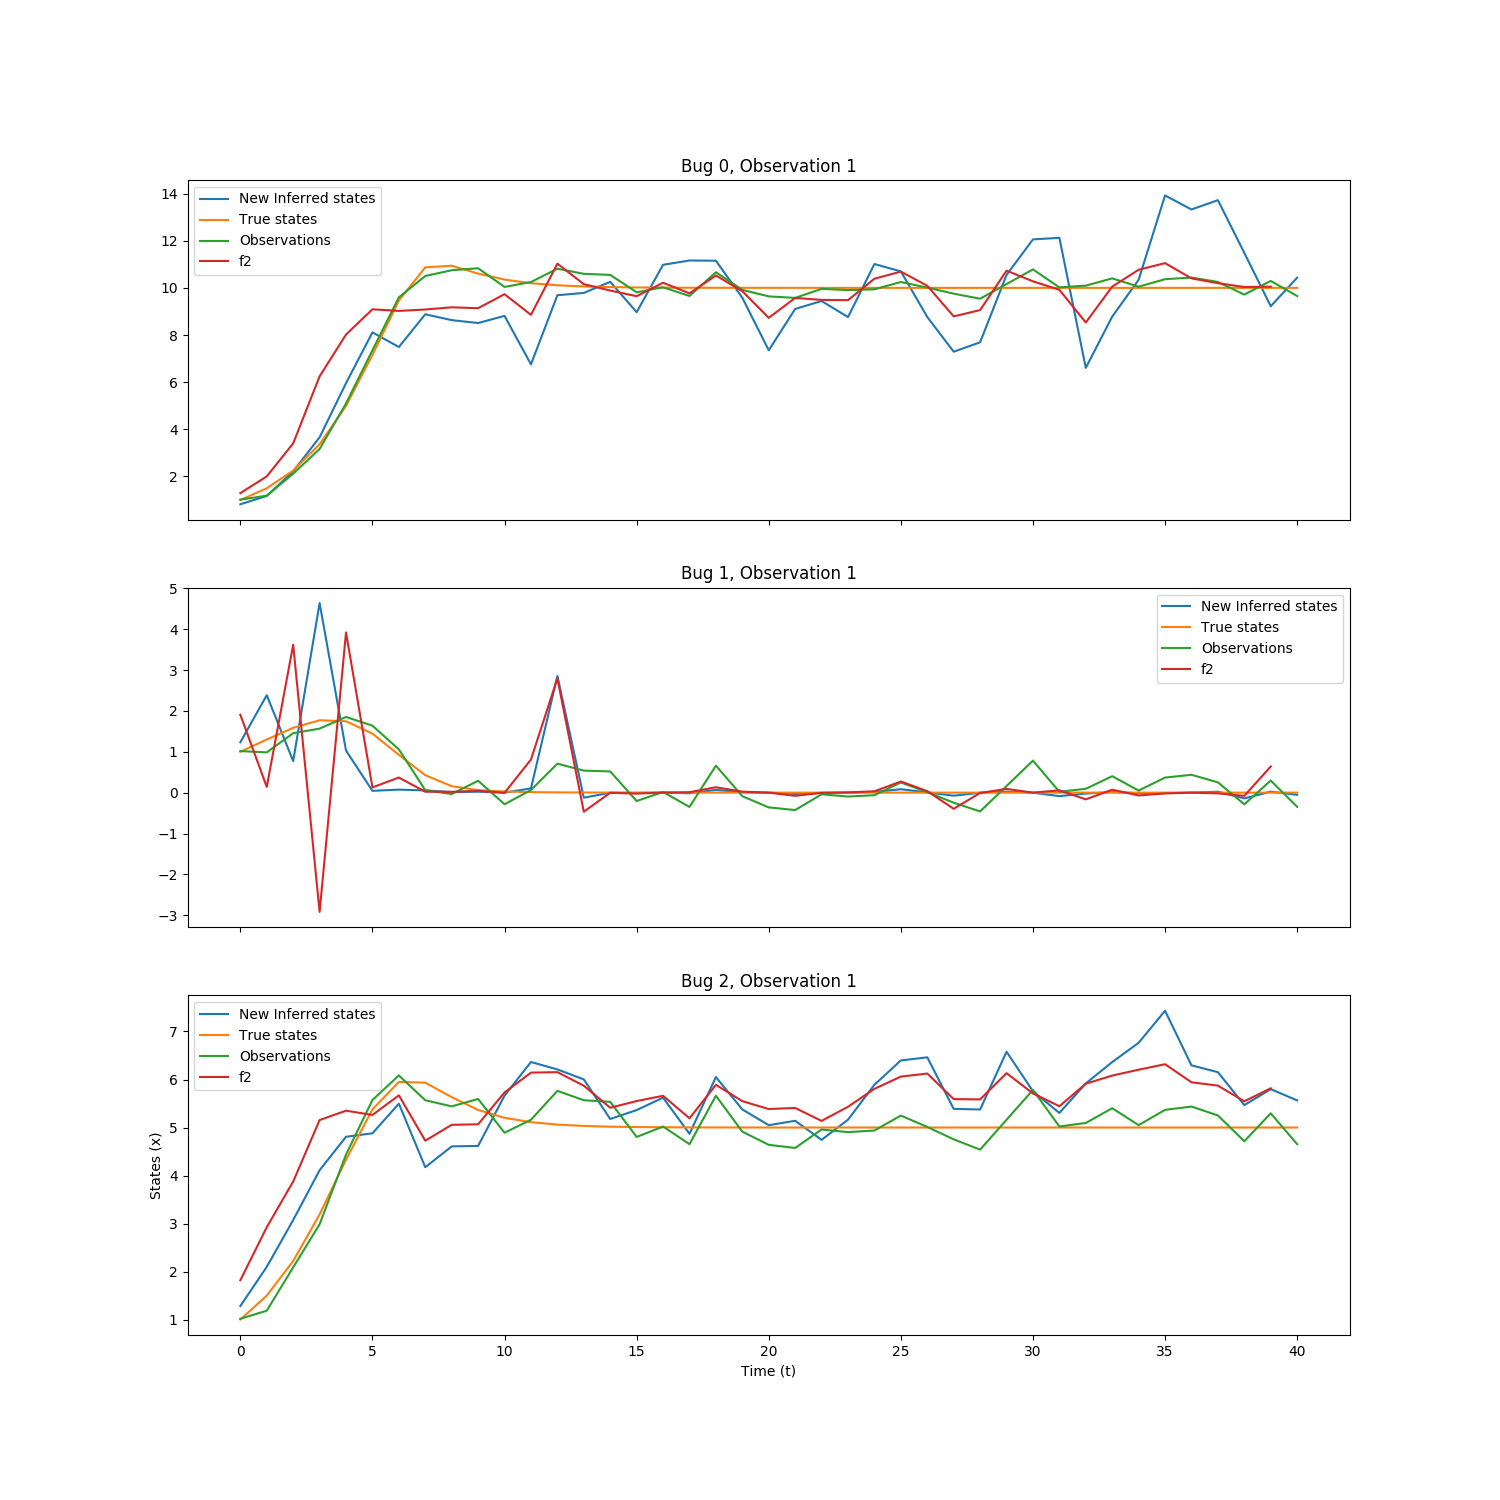 Bug 0, Observation 1
14
12
10
8
6
4
2
New Inferred states
True states
Observations
f2
Bug 1, Observation 1
5
4
3
2
1
0
−1
−2
−3
New Inferred states
True states
Observations
f2
Bug 2, Observation 1
7
6
5
4
3
2
1
States (x)
New Inferred states
True states
Observations
f2
0 5 10 15 20 25 30 35 40
Time (t)